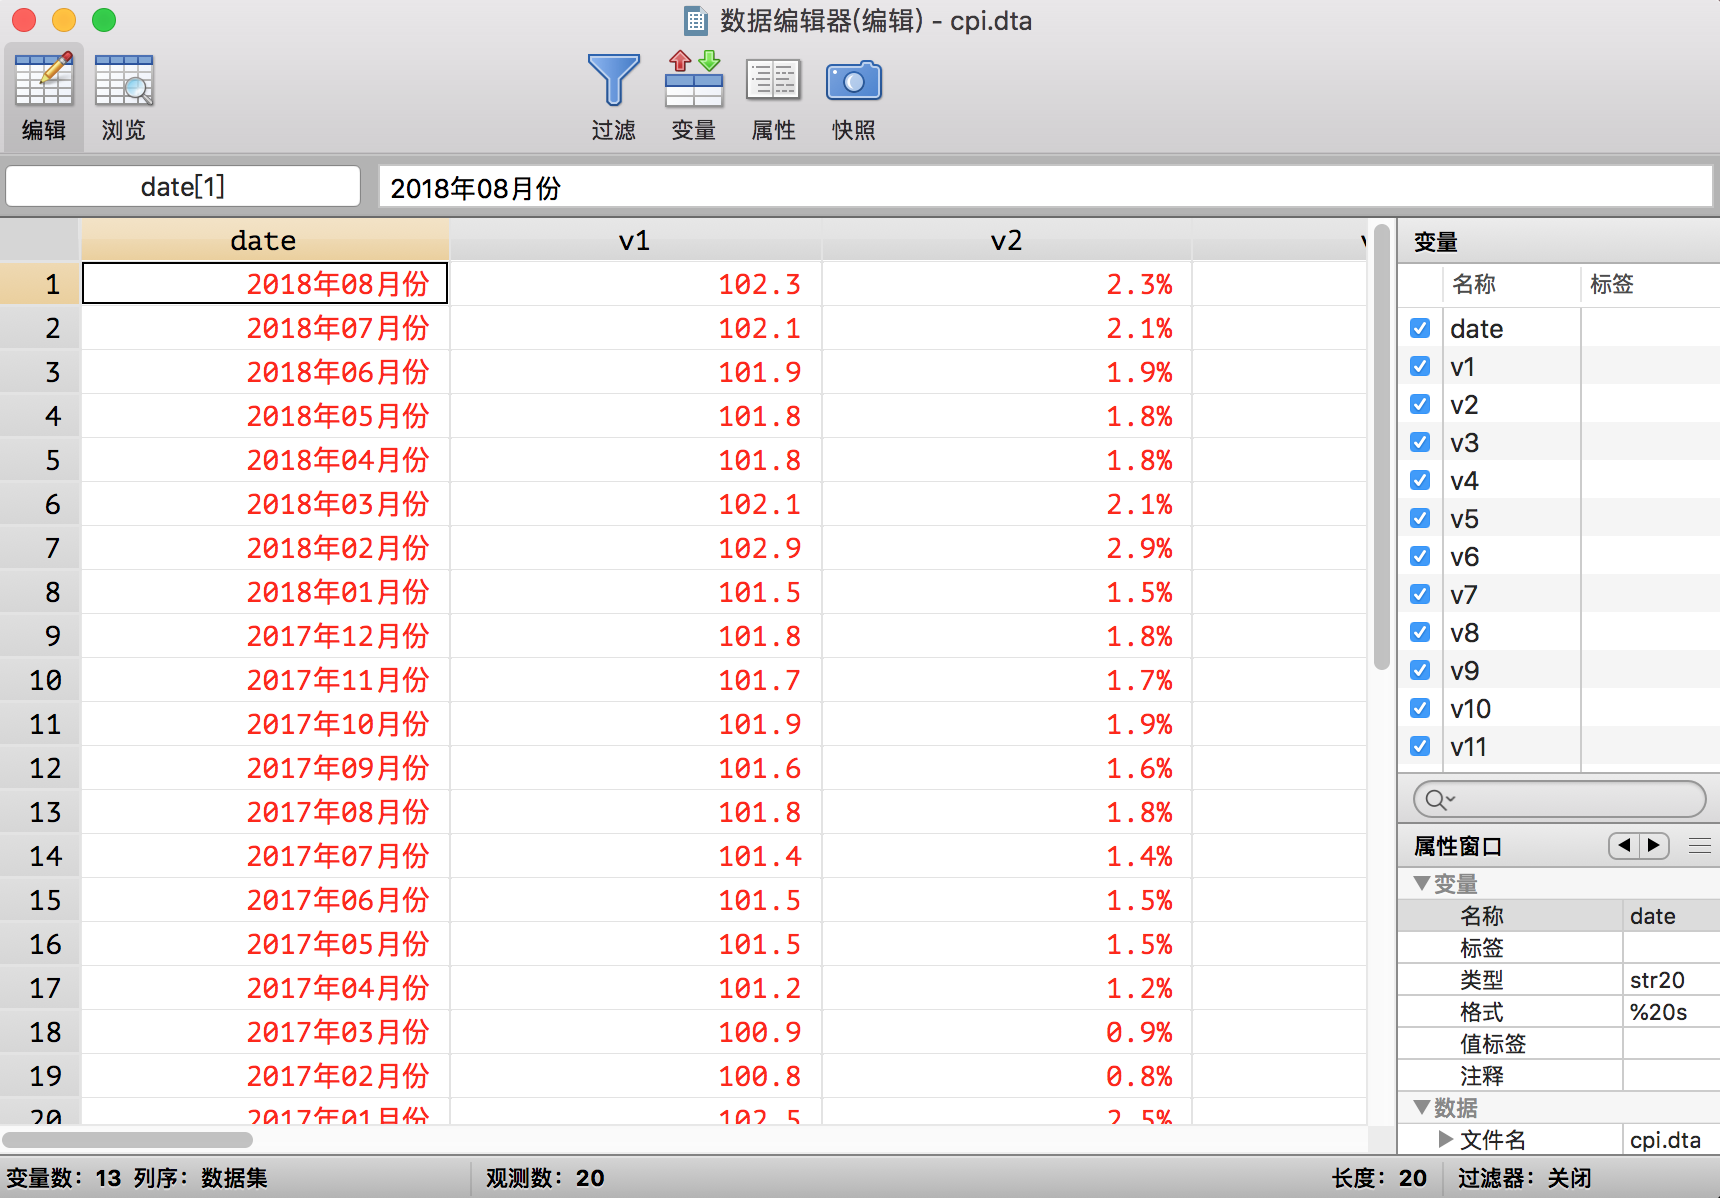 数据编辑器(编辑) - cpi.dta
编辑 浏览 过滤 变量 属性 快照
date[1] 2018年08月份
date v1 v2
1 2018年08月份 102.3 2.3%
2 2018年07月份 102.1 2.1%
3 2018年06月份 101.9 1.9%
4 2018年05月份 101.8 1.8%
5 2018年04月份 101.8 1.8%
6 2018年03月份 102.1 2.1%
7 2018年02月份 102.9 2.9%
8 2018年01月份 101.5 1.5%
9 2017年12月份 101.8 1.8%
10 2017年11月份 101.7 1.7%
11 2017年10月份 101.9 1.9%
12 2017年09月份 101.6 1.6%
13 2017年08月份 101.8 1.8%
14 2017年07月份 101.4 1.4%
15 2017年06月份 101.5 1.5%
16 2017年05月份 101.5 1.5%
17 2017年04月份 101.2 1.2%
18 2017年03月份 100.9 0.9%
19 2017年02月份 100.8 0.8%
20 2017年01月份 102.5 2.5%
变量
名称 标签
date
v1
v2
v3
v4
v5
v6
v7
v8
v9
v10
v11
属性窗口
变量
名称 date
标签
类型 str20
格式 %20s
值标签
注释
数据
文件名 cpi.dta
变量数：13 列序：数据集 观测数：20 长度：20 过滤器：关闭